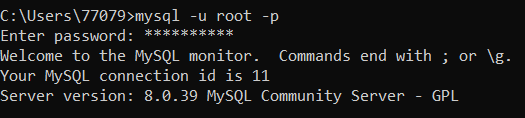 C:\Users\77079>mysql -u root -p
Enter password: **********
Welcome to the MySQL monitor.  Commands end with ; or \g.
Your MySQL connection id is 11
Server version: 8.0.39 MySQL Community Server - GPL